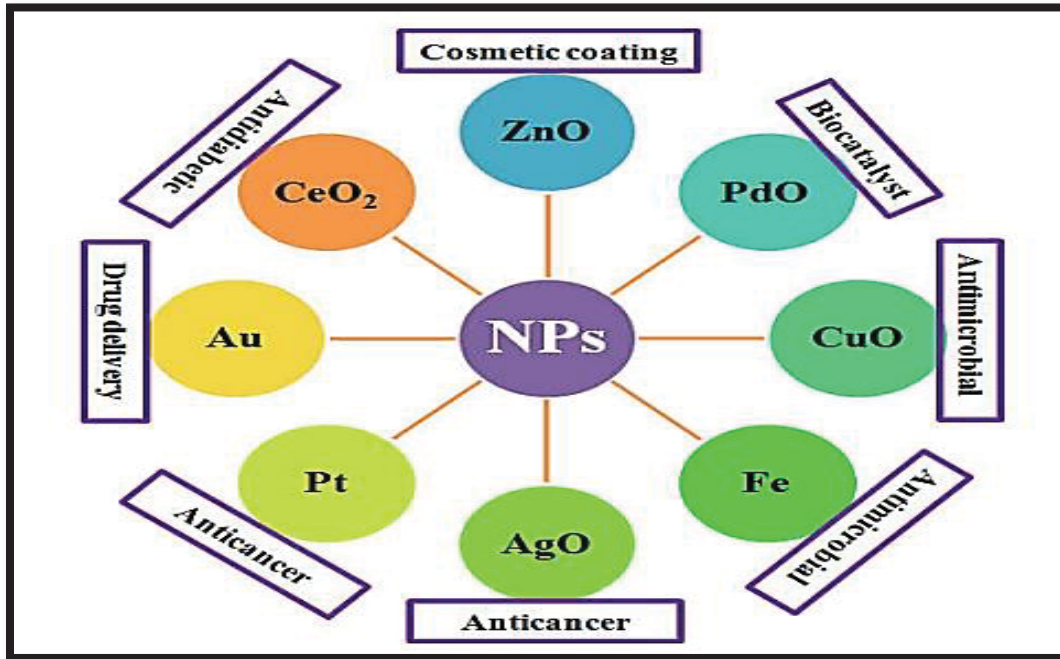 Cosmetic coating
ZnO
Biocatalyst
PdO
Antimicrobial
CuO
Antimicrobial
Fe
Anticancer
AgO
Anticancer
Pt
Drug delivery
Au
Antidiabetic
CeO₂
NPs